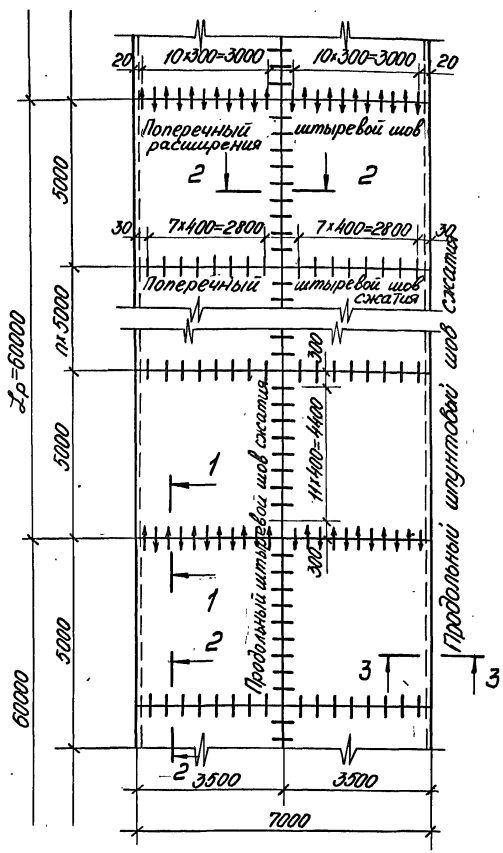 20 10×300=3000 10×300=3000 20
Поперечный штыревой шов
расширения
2 2
5000
30 7×400=2800 7×400=2800 30
Поперечный штыревой шов
сжатия
n×5000
Lр=60000
300
Продольный штыревой шов сжатия
11×400=4400
300
Продольный шпунтовый шов сжатия
5000
1
1
2
3 3
5000
60000
2
3500 3500
7000